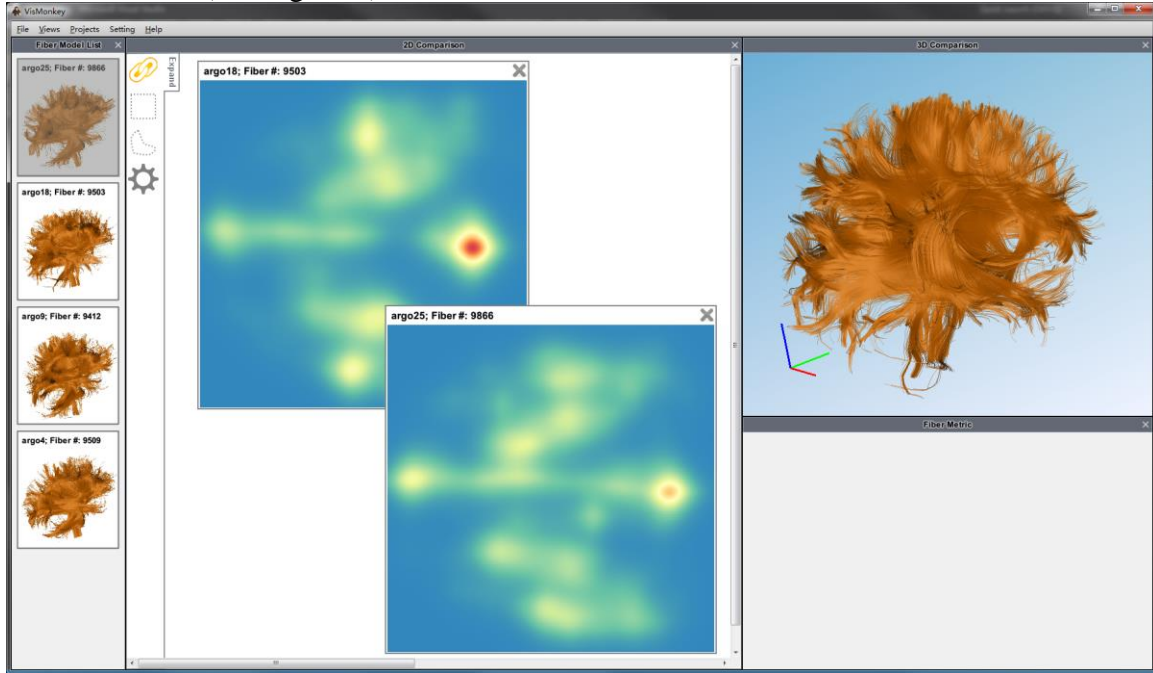 VisMonkey
File Views Projects Setting Help
Fiber Model List
2D Comparison
3D Comparison
argo25; Fiber #: 9866
argo18; Fiber #: 9503
argo9; Fiber #: 9412
argo4; Fiber #: 9509
Expand
argo18; Fiber #: 9503
argo25; Fiber #: 9866
Fiber Metric